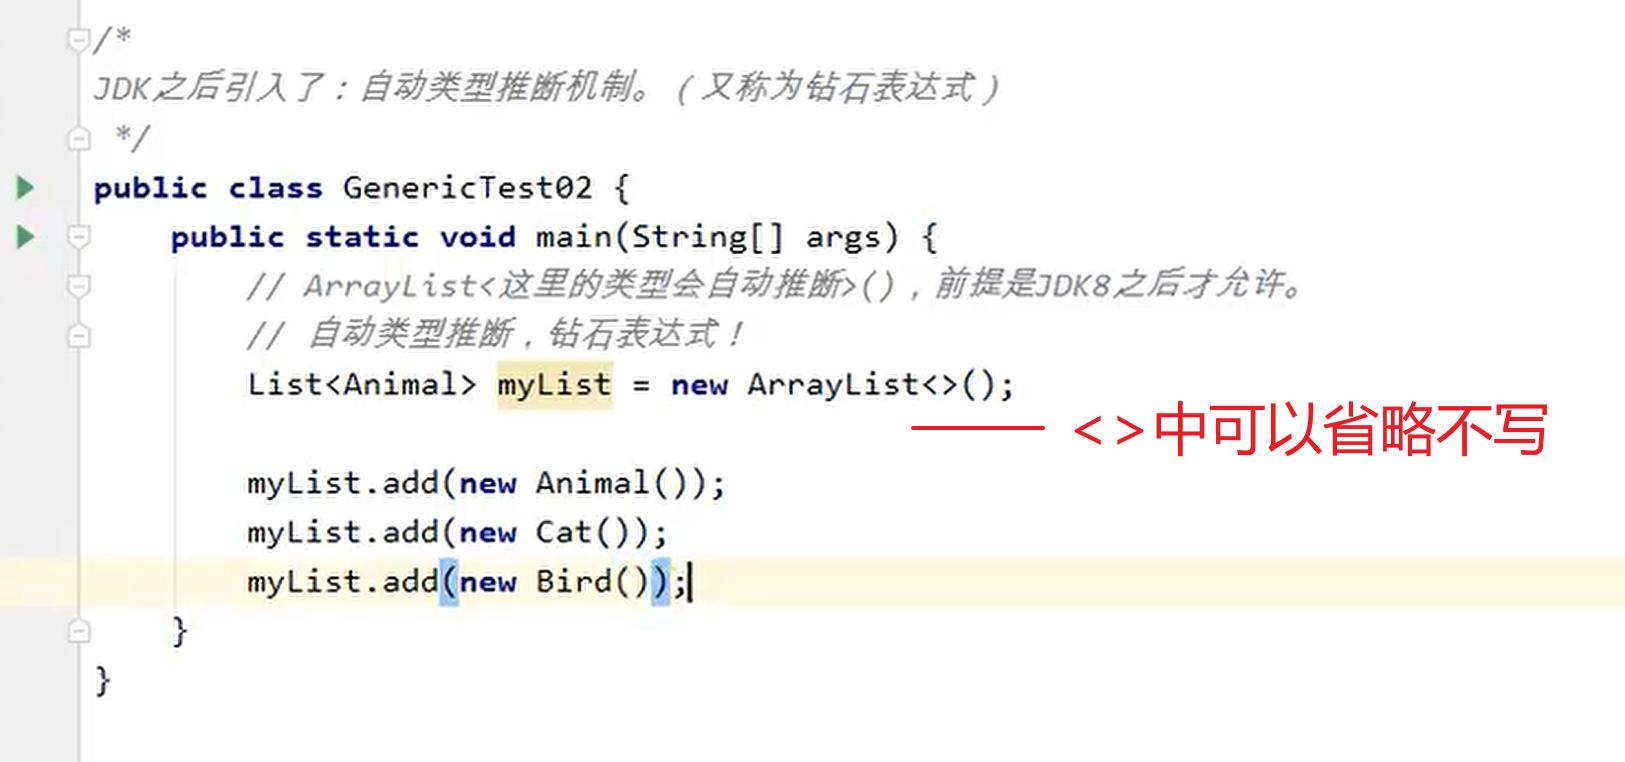 /*
JDK之后引入了：自动类型推断机制。（又称为钻石表达式）
*/
public class GenericTest02 {
public static void main(String[] args) {
// ArrayList<这里的类型会自动推断>()，前提是JDK8之后才允许。
// 自动类型推断，钻石表达式！
List<Animal> myList = new ArrayList<>();
<>中可以省略不写
myList.add(new Animal());
myList.add(new Cat());
myList.add(new Bird());
}
}